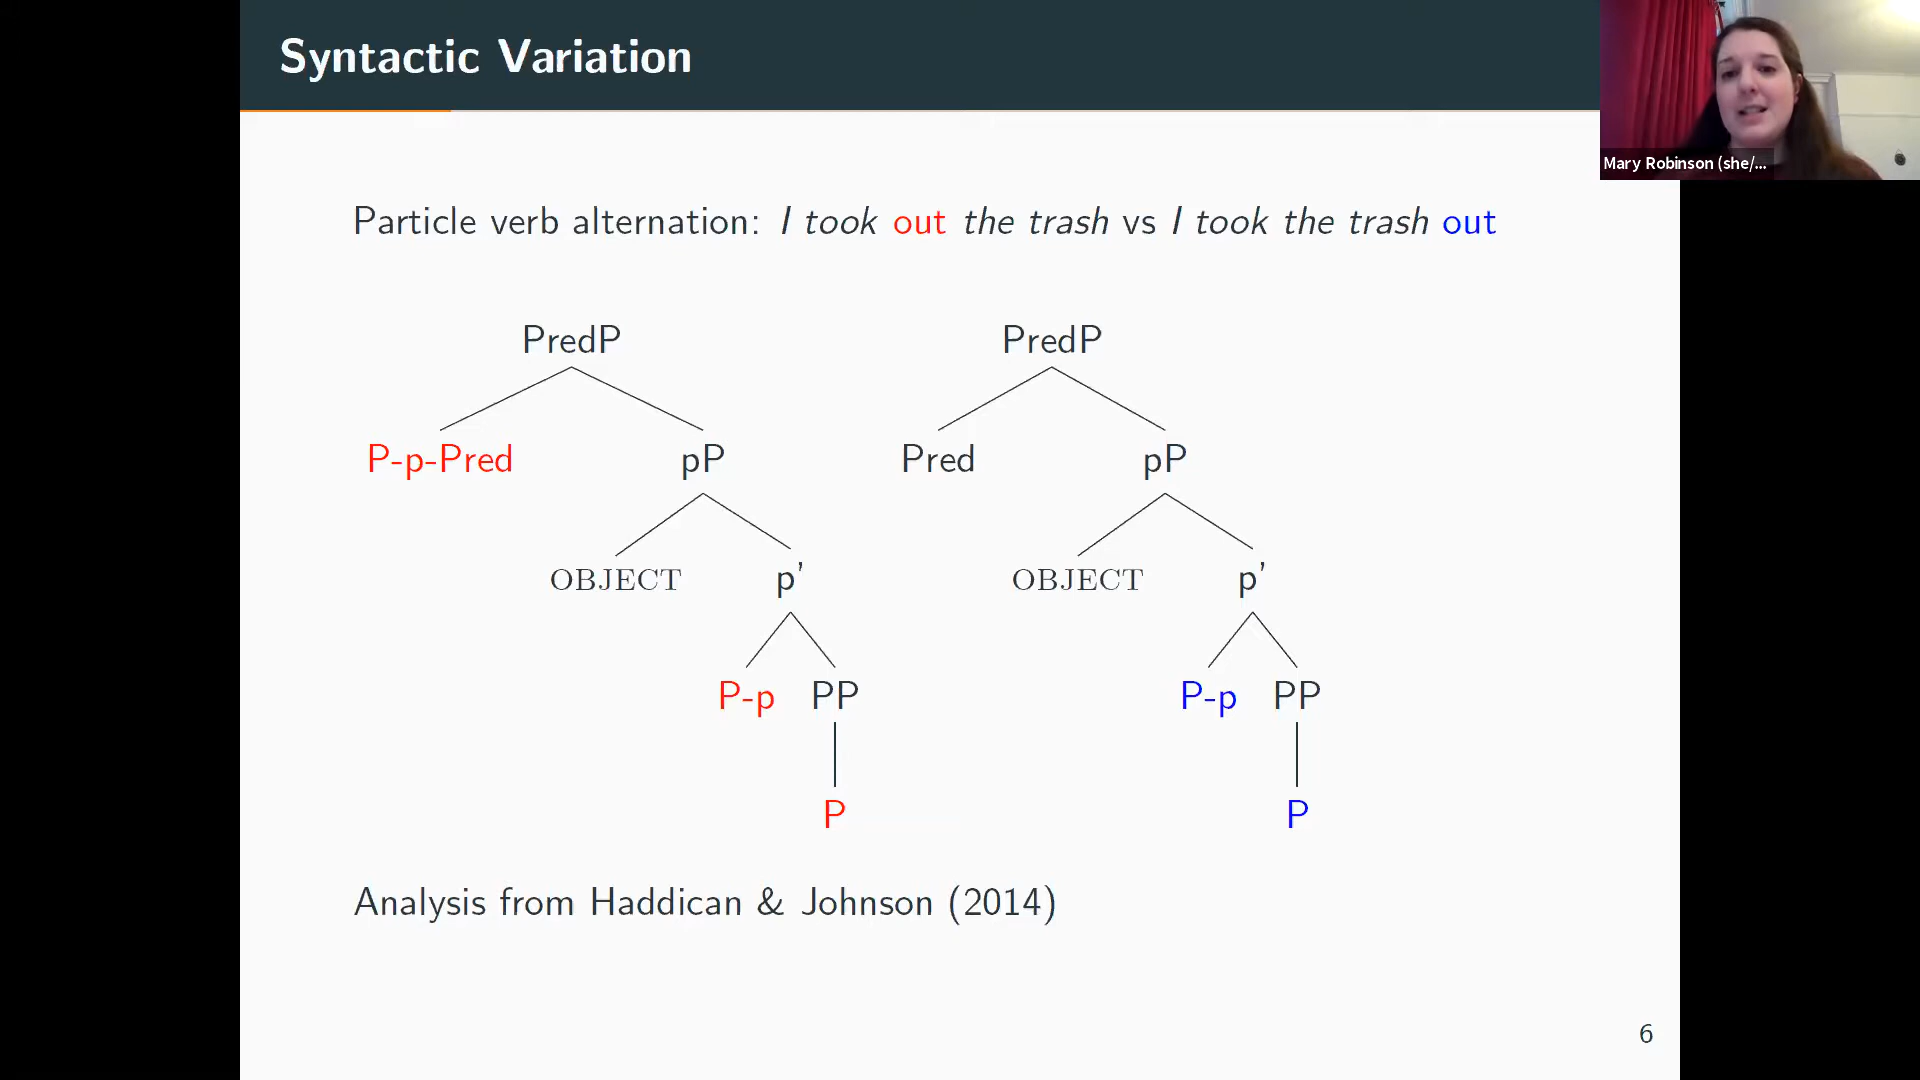 Syntactic Variation
Mary Robinson (she/...
Particle verb alternation: I took out the trash vs I took the trash out
PredP PredP
P-p-Pred pP Pred pP
OBJECT p' OBJECT p'
P-p PP P-p PP
P P
Analysis from Haddican & Johnson (2014)
6